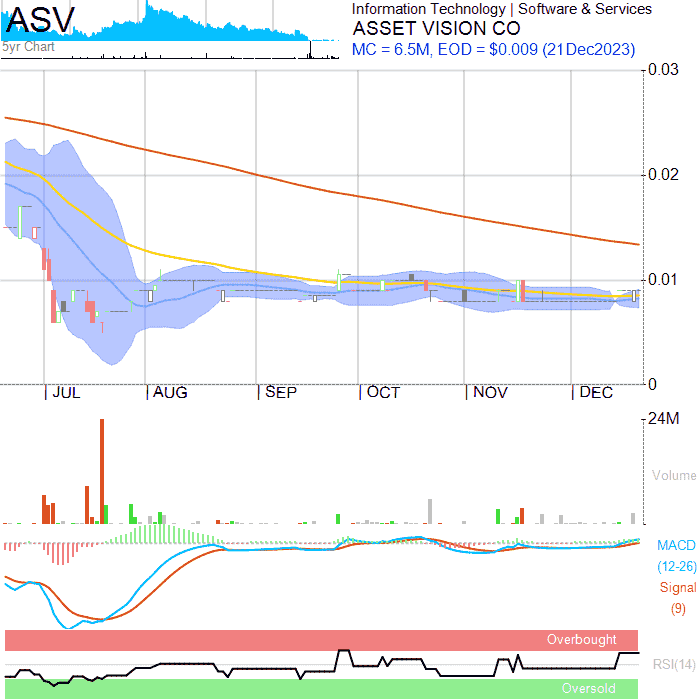 ASV
5yr Chart
Information Technology | Software & Services
ASSET VISION CO
MC = 6.5M, EOD = $0.009 (21Dec2023)
0.03
0.02
0.01
0
JUL AUG SEP OCT NOV DEC
24M
Volume
MACD
(12-26)
Signal
(9)
Overbought
RSI(14)
Oversold